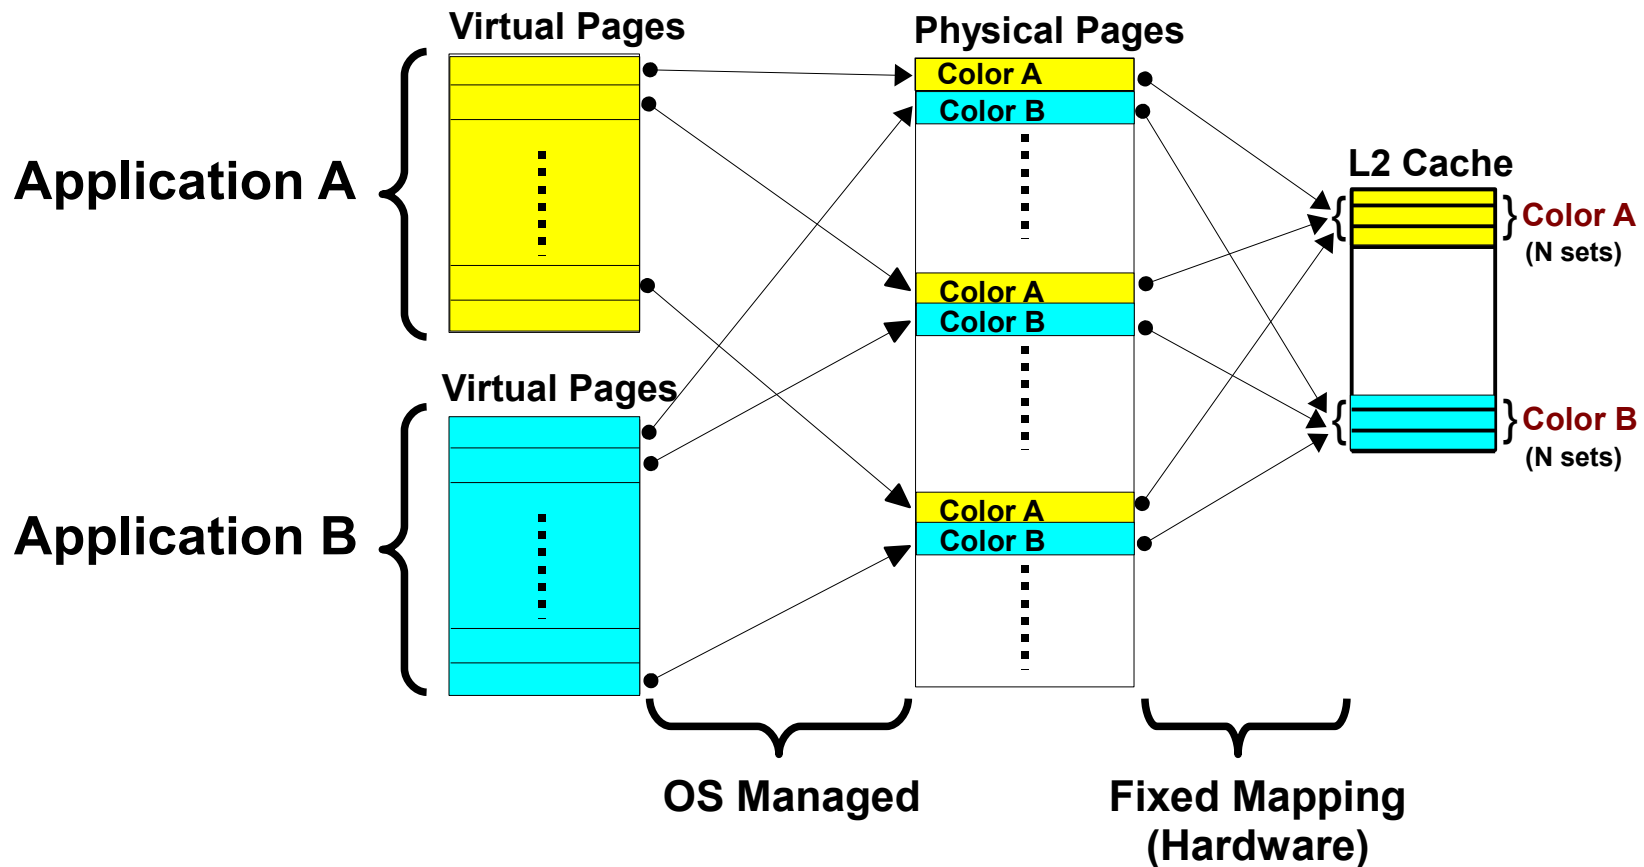 Virtual Pages
Physical Pages
Application A
Color A
Color B
L2 Cache
Color A
(N sets)
Color A
Color B
Virtual Pages
Color B
(N sets)
Application B
Color A
Color B
OS Managed
Fixed Mapping
(Hardware)